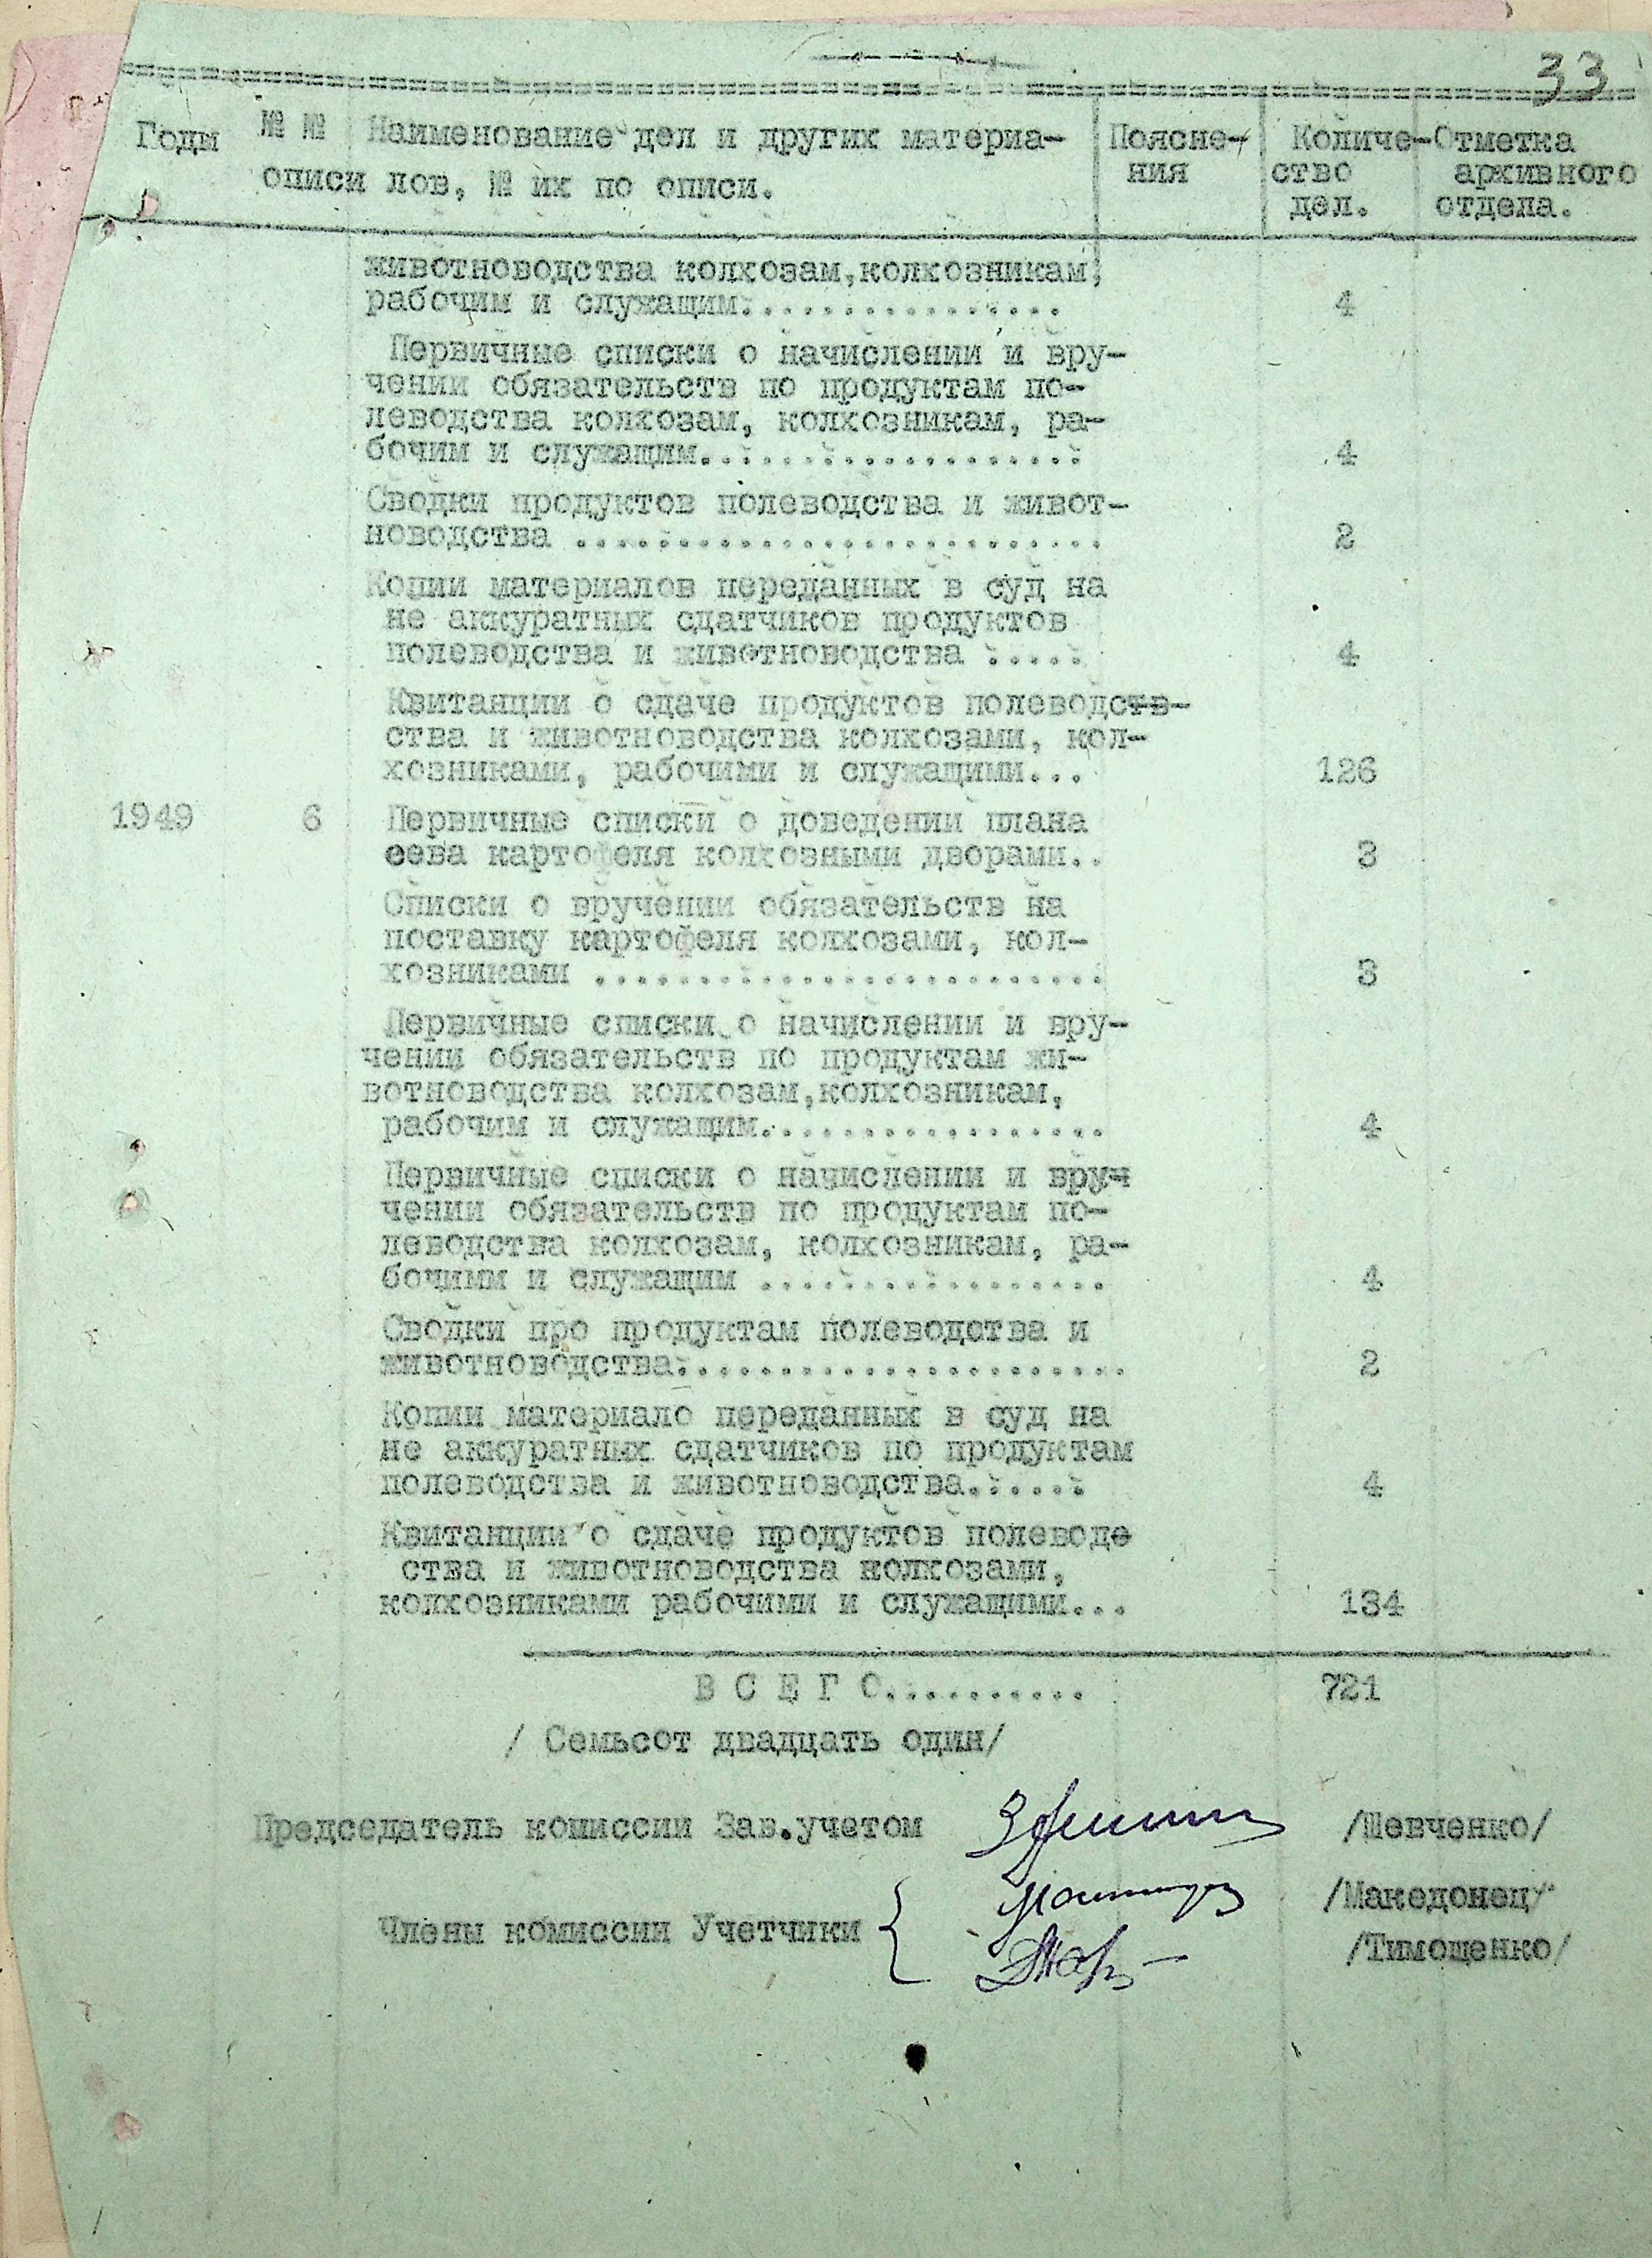 33
Годы №№ Наименование дел и других материа- Поясне- Количе- Отметка
описи лов, № их по описи. ния ство архивного
дел. отдела.
животноводства колхозам,колхозникам,
рабочим и служащим................ 4
Первичные списки о начислении и вру-
чении обязательств по продуктам по-
леводства колхозам, колхозникам, ра-
бочим и служащим................... 4
Сводки продуктов полеводства и живот-
новодства .......................... 2
Копии материалов переданных в суд на
не аккуратных сдатчиков продуктов
полеводства и животноводства ..... 4
Квитанции о сдаче продуктов полеводств-
ства и животноводства колхозами, кол-
хозниками, рабочими и служащими... 126
1949 6 Первичные списки о доведении плана
сева картофеля колхозными дворами.. 3
Списки о вручении обязательств на
поставку картофеля колхозами, кол-
хозниками ......................... 3
Первичные списки о начислении и вру-
чении обязательств по продуктам жи-
вотноводства колхозам,колхозникам,
рабочим и служащим................. 4
Первичные списки о начислении и вруч
чении обязательств по продуктам по-
леводства колхозам, колхозникам, ра-
бочимм и служащим ................. 4
Сводки про продуктам полеводства и
животноводства...................... 2
Копии материало переданных в суд на
не аккуратных сдатчиков по продуктам
полеводства и животноводства...... 4
Квитанции о сдаче продуктов полеводс
ства и животноводства колхозами,
колхозниками рабочими и служащими... 134
В С Е Г О.......... 721
/ Семьсот двадцать один/
Председатель комиссии Зав.учетом /Шевченко/
/Македонец/
Члены комиссии Учетчики
/Тимощенко/